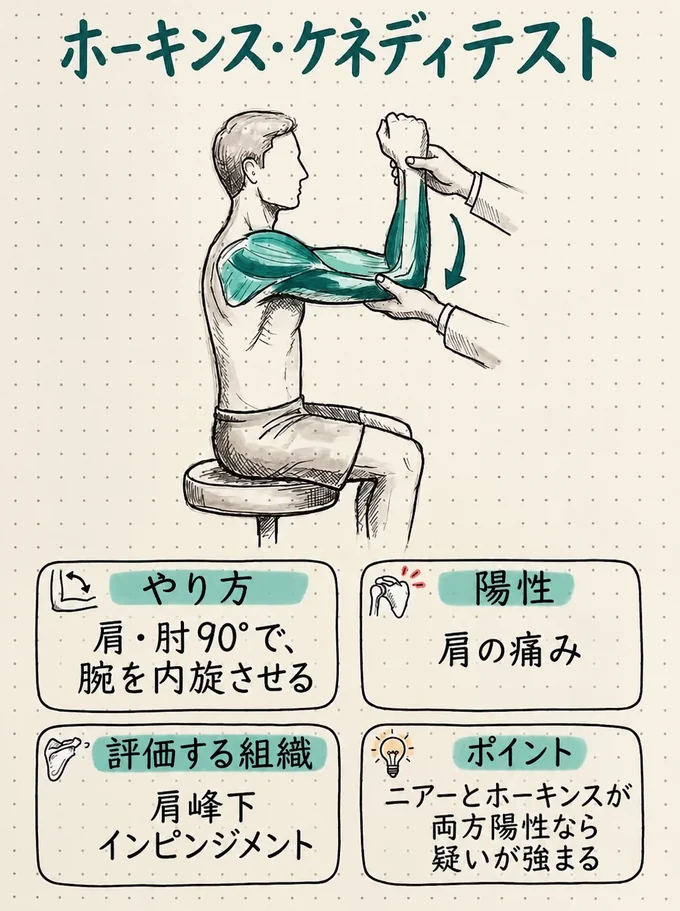 ホーキンス・ケネディテスト
やり方
肩・肘90°で、
腕を内旋させる
陽性
肩の痛み
評価する組織
肩峰下
インピンジメント
ポイント
ニアーとホーキンスが
両方陽性なら
疑いが強まる